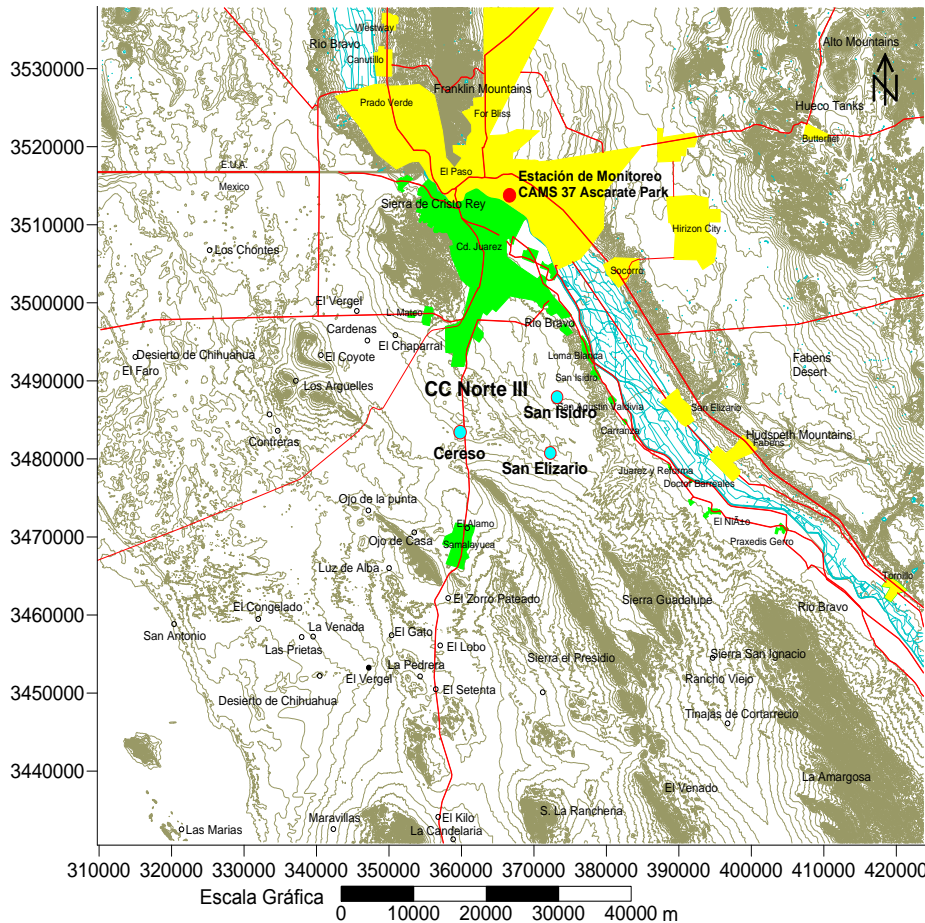 Westway
Rio Bravo
Alto Mountains
Canutillo
3530000
Franklin Mountains
N
Prado Verde
Hueco Tanks
For Bliss
3520000
Butterfiel
E.U.A.
El Paso
Estación de Monitoreo
CAMS 37 Ascarate Park
Mexico
Sierra de Cristo Rey
3510000
Hirizon City
Cd. Juarez
Los Chontes
Socorro
El Vergel
3500000
L. Mateo
Rio Bravo
Cardenas
El Chaparral
Desierto de Chihuahua
El Coyote
Loma Blanca
Fabens
Desert
El Faro
3490000
Los Arguelles
San Isidro
CC Norte III
San Isidro
San Agustin Valdivia
San Elizario
Contreras
Cereso
Carranza
Hudspeth Mountains
Fabens
3480000
San Elizario
Juarez y Reforma
Doctor Barreales
Ojo de la punta
El Alamo
El NiÃ±o
3470000
Ojo de Casa
Samalayuca
Praxedis Gerro
Luz de Alba
Tornillo
El Congelado
El Zorro Pateado
Sierra Guadalupe
Rio Bravo
3460000
San Antonio
La Venada
El Gato
Las Prietas
El Lobo
Sierra el Presidio
Sierra San Ignacio
La Pedrera
El Vergel
Rancho Viejo
3450000
Desierto de Chihuahua
El Setenta
Tinajas de Cortarrecio
3440000
La Amargosa
El Venado
Maravillas
El Kilo
S. La Rancheria
Las Marias
La Candelaria
310000 320000 330000 340000 350000 360000 370000 380000 390000 400000 410000 420000
Escala Gráfica
0 10000 20000 30000 40000 m